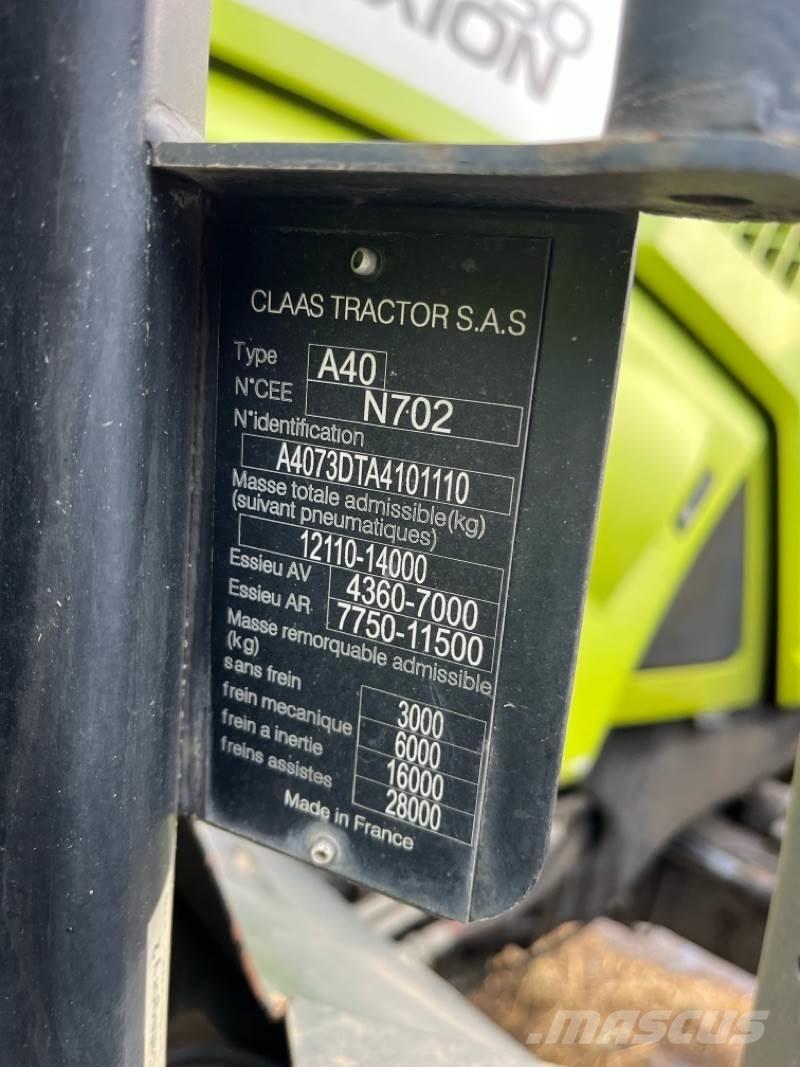 CLAAS TRACTOR S.A.S
Type A40
N°CEE N702
N°identification
A4073DTA4101110
Masse totale admissible(kg)
(suivant pneumatiques)
12110-14000
Essieu AV 4360-7000
Essieu AR 7750-11500
Masse remorquable admissible
(kg)
sans frein 3000
frein mecanique 6000
frein a inertie 16000
freins assistes 28000
Made in France
MASCUS